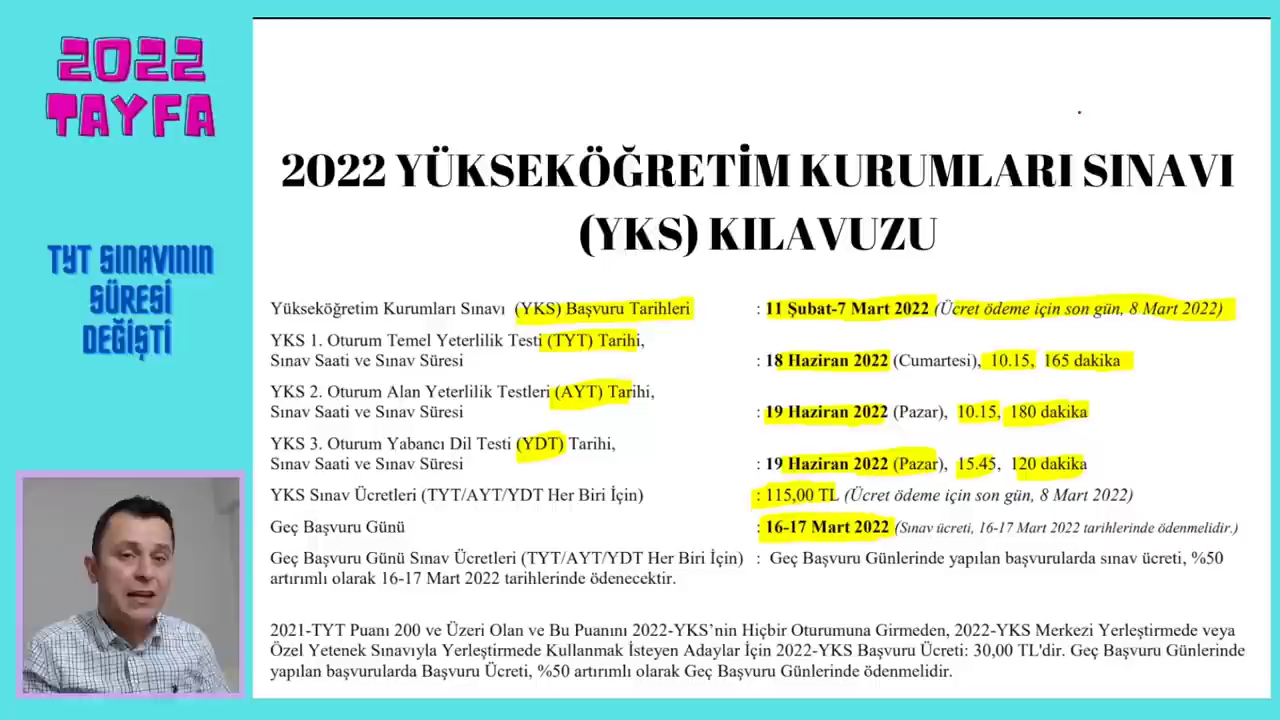 2022
TAYFA
TYT SINAVININ
SÜRESİ
DEĞİŞTİ
2022 YÜKSEKÖĞRETİM KURUMLARI SINAVI
(YKS) KILAVUZU
Yükseköğretim Kurumları Sınavı (YKS) Başvuru Tarihleri : 11 Şubat-7 Mart 2022 (Ücret ödeme için son gün, 8 Mart 2022)
YKS 1. Oturum Temel Yeterlilik Testi (TYT) Tarihi,
Sınav Saati ve Sınav Süresi : 18 Haziran 2022 (Cumartesi), 10.15, 165 dakika
YKS 2. Oturum Alan Yeterlilik Testleri (AYT) Tarihi,
Sınav Saati ve Sınav Süresi : 19 Haziran 2022 (Pazar), 10.15, 180 dakika
YKS 3. Oturum Yabancı Dil Testi (YDT) Tarihi,
Sınav Saati ve Sınav Süresi : 19 Haziran 2022 (Pazar), 15.45, 120 dakika
YKS Sınav Ücretleri (TYT/AYT/YDT Her Biri İçin) : 115,00 TL (Ücret ödeme için son gün, 8 Mart 2022)
Geç Başvuru Günü : 16-17 Mart 2022 (Sınav ücreti, 16-17 Mart 2022 tarihlerinde ödenmelidir.)
Geç Başvuru Günü Sınav Ücretleri (TYT/AYT/YDT Her Biri İçin) : Geç Başvuru Günlerinde yapılan başvurularda sınav ücreti, %50
artırımlı olarak 16-17 Mart 2022 tarihlerinde ödenecektir.
2021-TYT Puanı 200 ve Üzeri Olan ve Bu Puanını 2022-YKS’nin Hiçbir Oturumuna Girmeden, 2022-YKS Merkezi Yerleştirmede veya
Özel Yetenek Sınavıyla Yerleştirmede Kullanmak İsteyen Adaylar İçin 2022-YKS Başvuru Ücreti: 30,00 TL'dir. Geç Başvuru Günlerinde
yapılan başvurularda Başvuru Ücreti, %50 artırımlı olarak Geç Başvuru Günlerinde ödenmelidir.